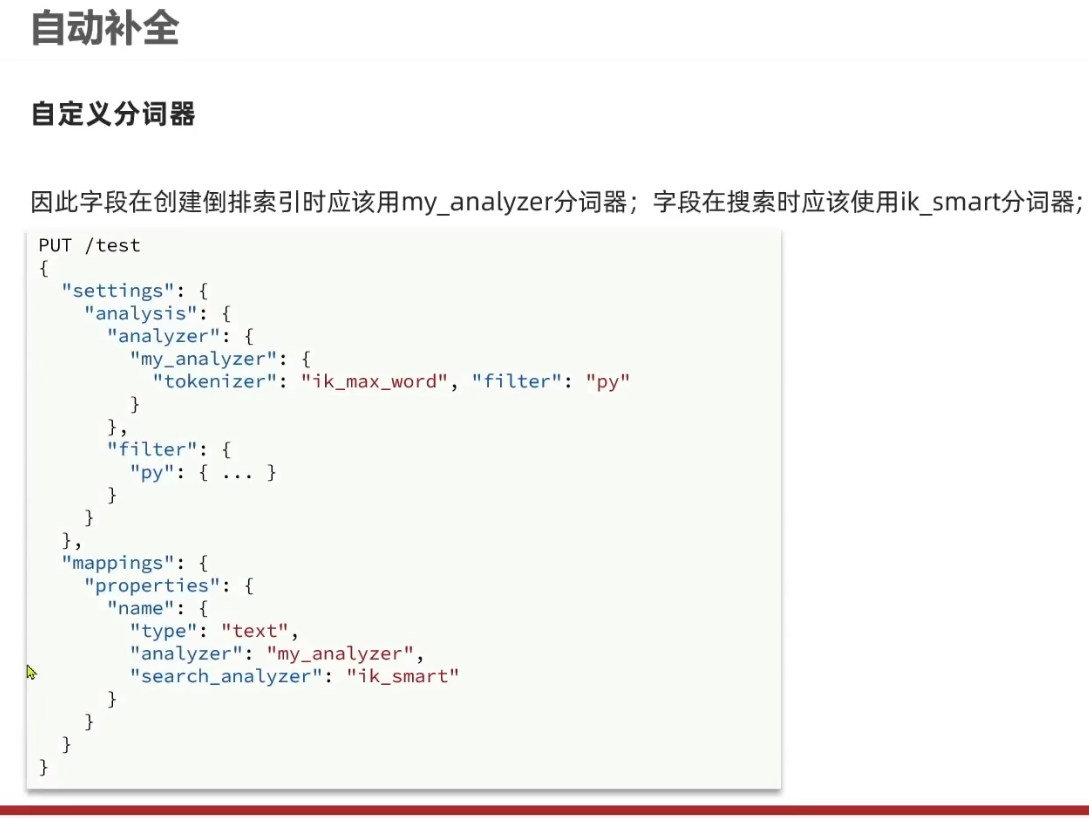 自动补全
自定义分词器
因此字段在创建倒排索引时应该用my_analyzer分词器；字段在搜索时应该使用ik_smart分词器;
PUT /test
{
  "settings": {
    "analysis": {
      "analyzer": {
        "my_analyzer": {
          "tokenizer": "ik_max_word", "filter": "py"
        }
      },
      "filter": {
        "py": { ... }
      }
    }
  },
  "mappings": {
    "properties": {
      "name": {
        "type": "text",
        "analyzer": "my_analyzer",
        "search_analyzer": "ik_smart"
      }
    }
  }
}